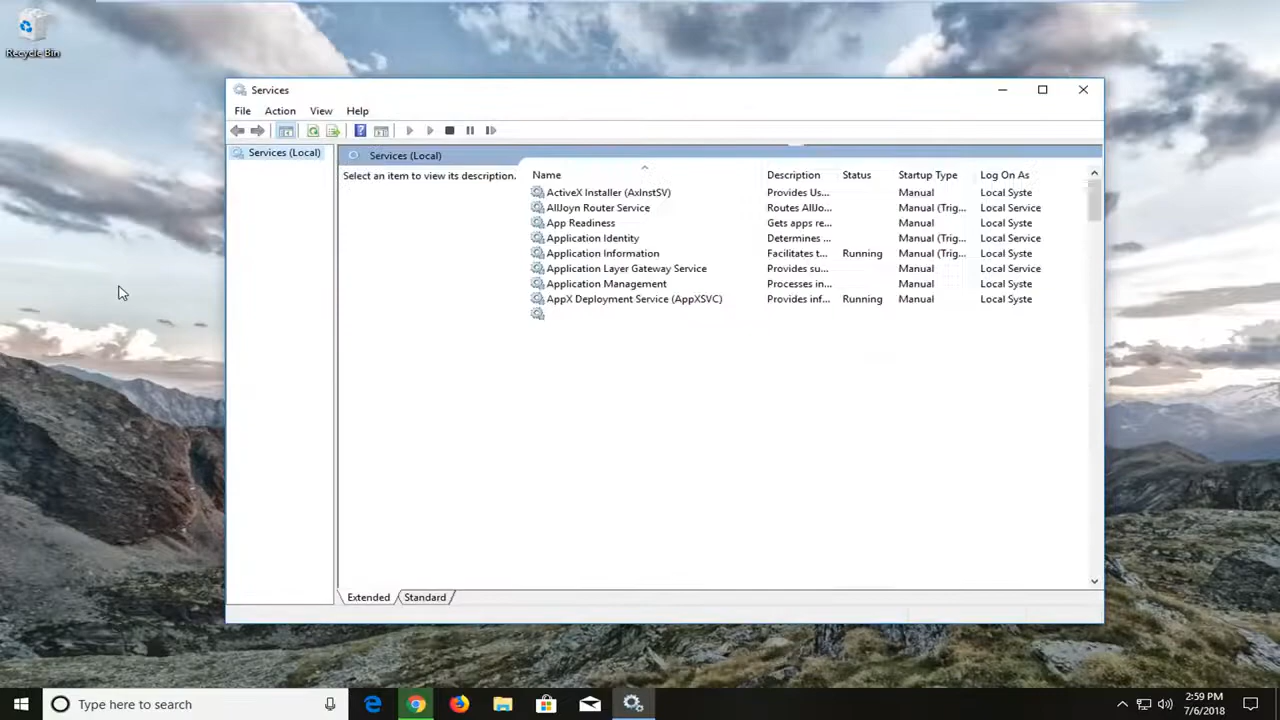 Recycle Bin
Services
File Action View Help
Services (Local)
Services (Local)
Select an item to view its description.
Name Description Status Startup Type Log On As
ActiveX Installer (AxInstSV) Provides Us... Manual Local Syste
AllJoyn Router Service Routes AllJo... Manual (Trig... Local Service
App Readiness Gets apps re... Manual Local Syste
Application Identity Determines ... Manual (Trig... Local Service
Application Information Facilitates t... Running Manual (Trig... Local Syste
Application Layer Gateway Service Provides su... Manual Local Service
Application Management Processes in... Manual Local Syste
AppX Deployment Service (AppXSVC) Provides inf... Running Manual Local Syste
Extended Standard
Type here to search
2:59 PM
7/6/2018